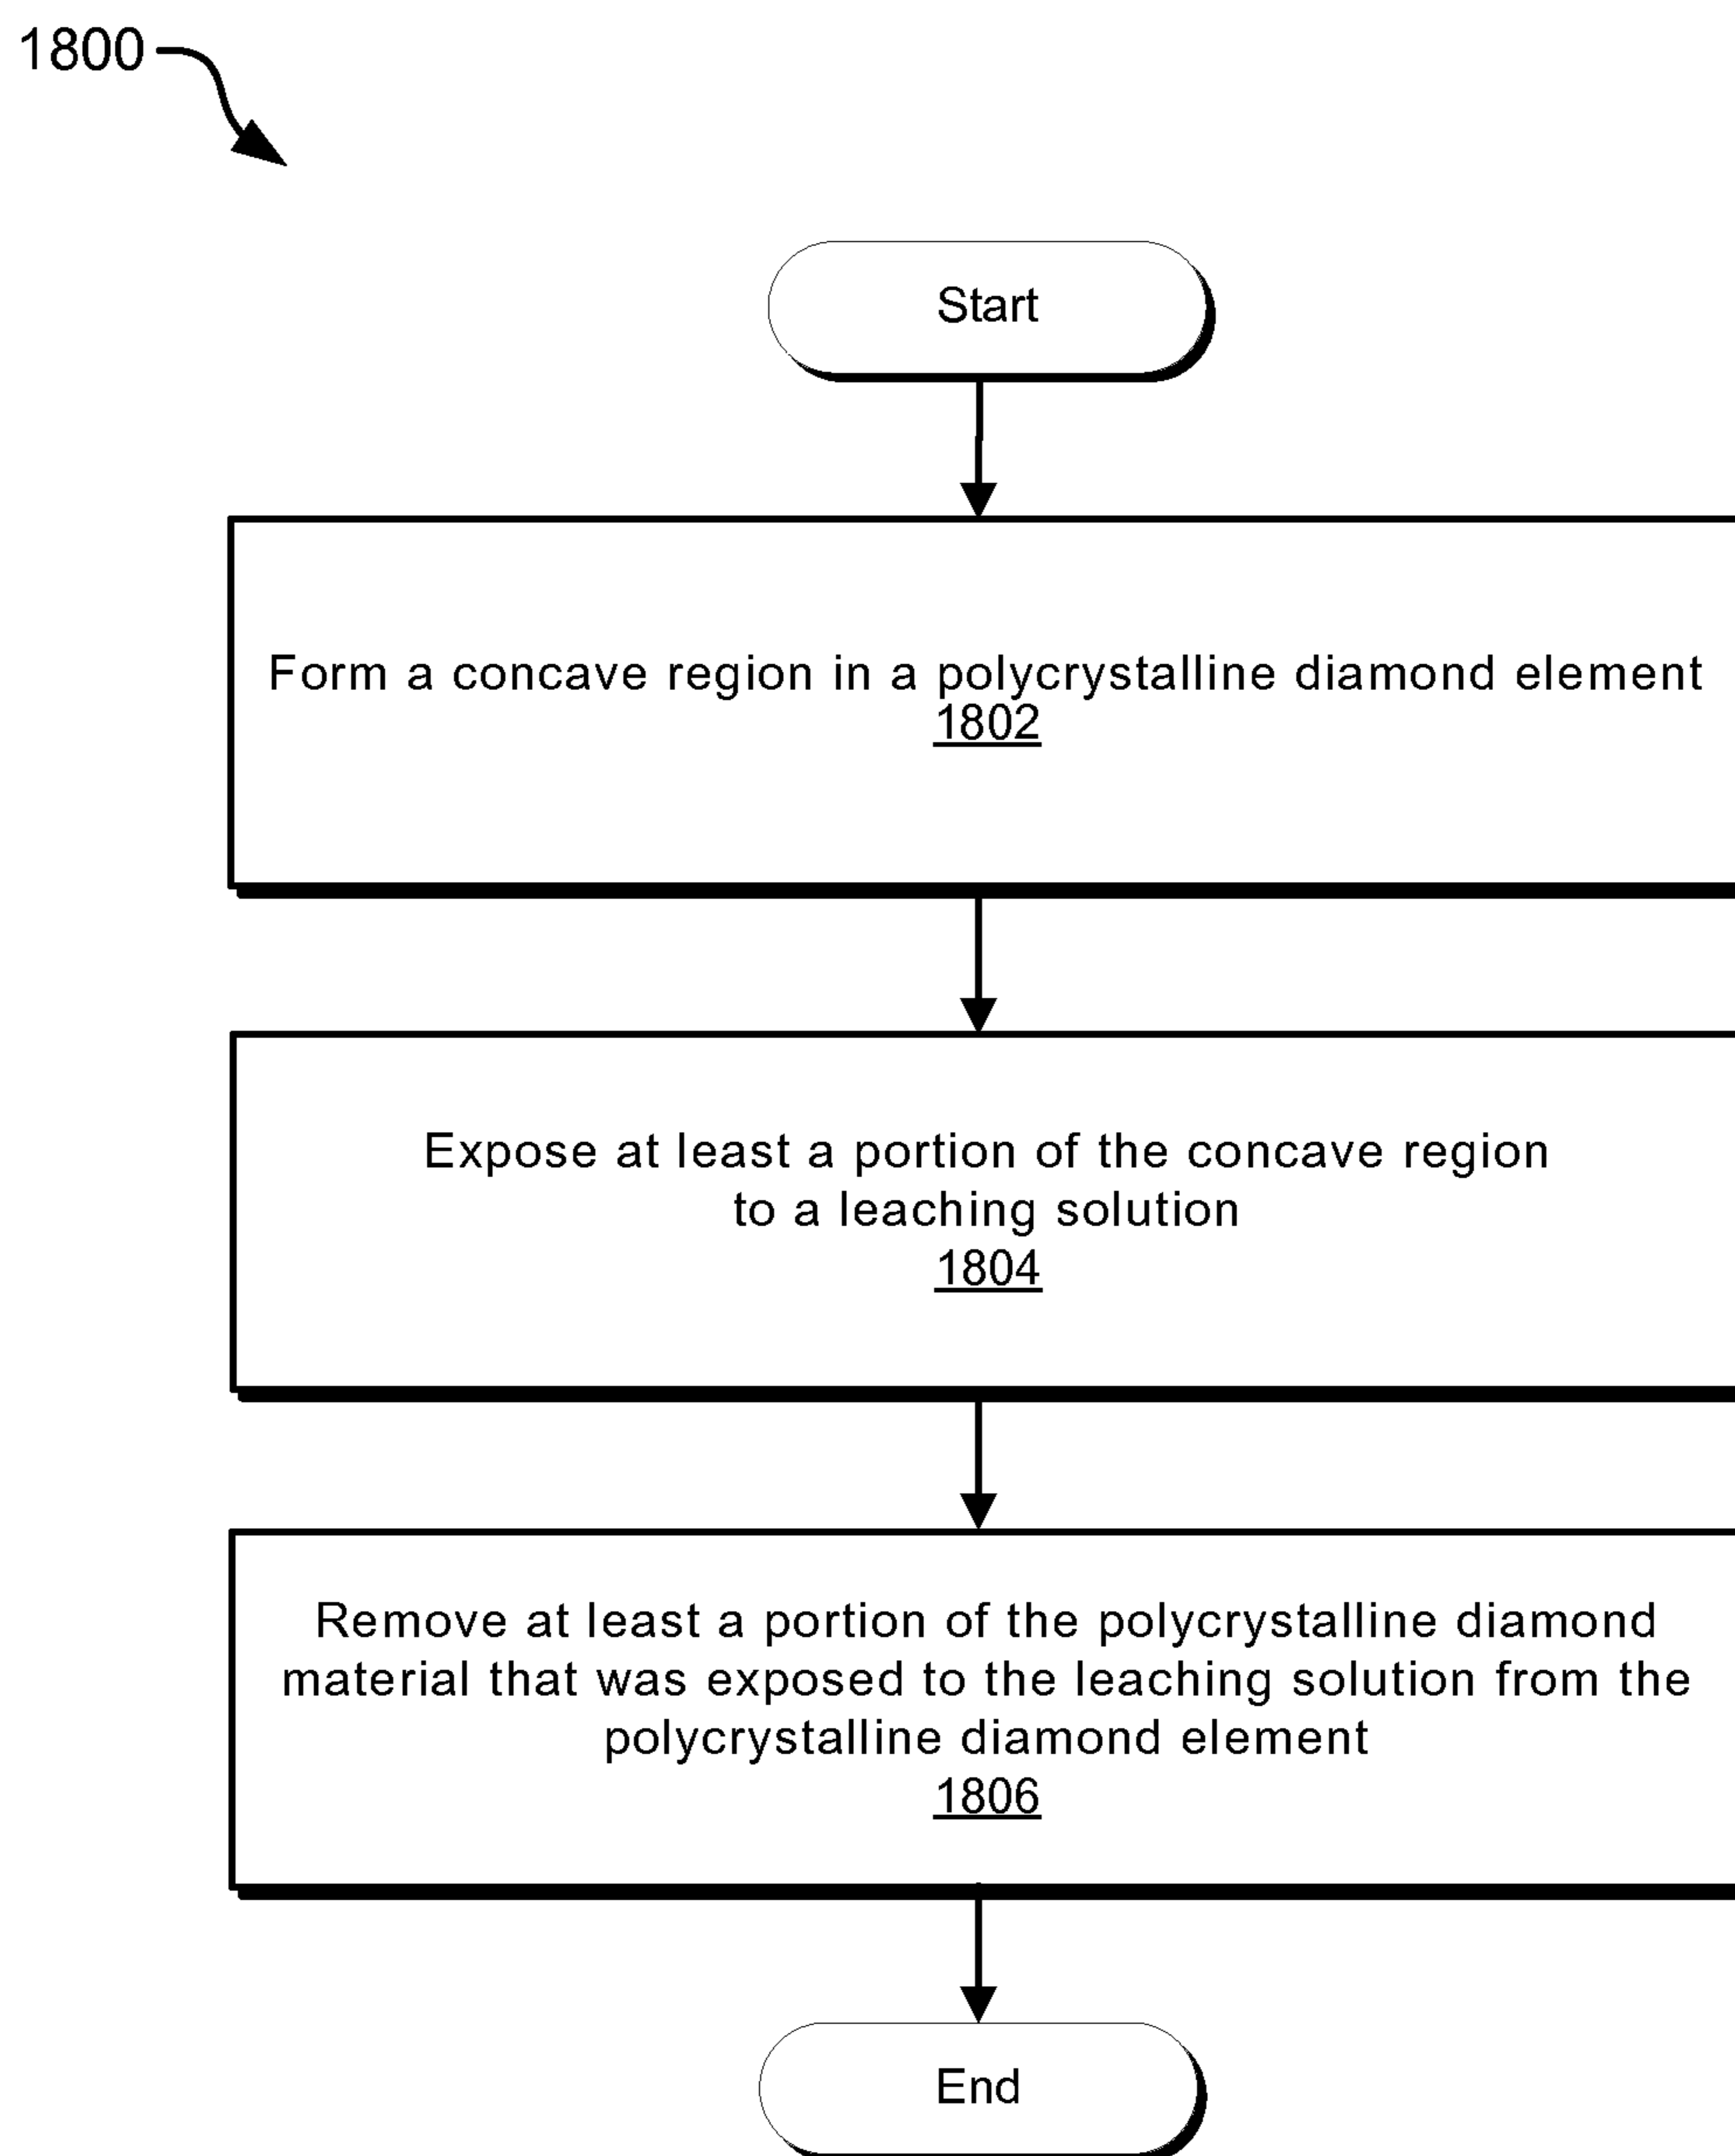 1800
Start
Form a concave region in a polycrystalline diamond element
1802
Expose at least a portion of the concave region
to a leaching solution
1804
Remove at least a portion of the polycrystalline diamond
material that was exposed to the leaching solution from the
polycrystalline diamond element
1806
End